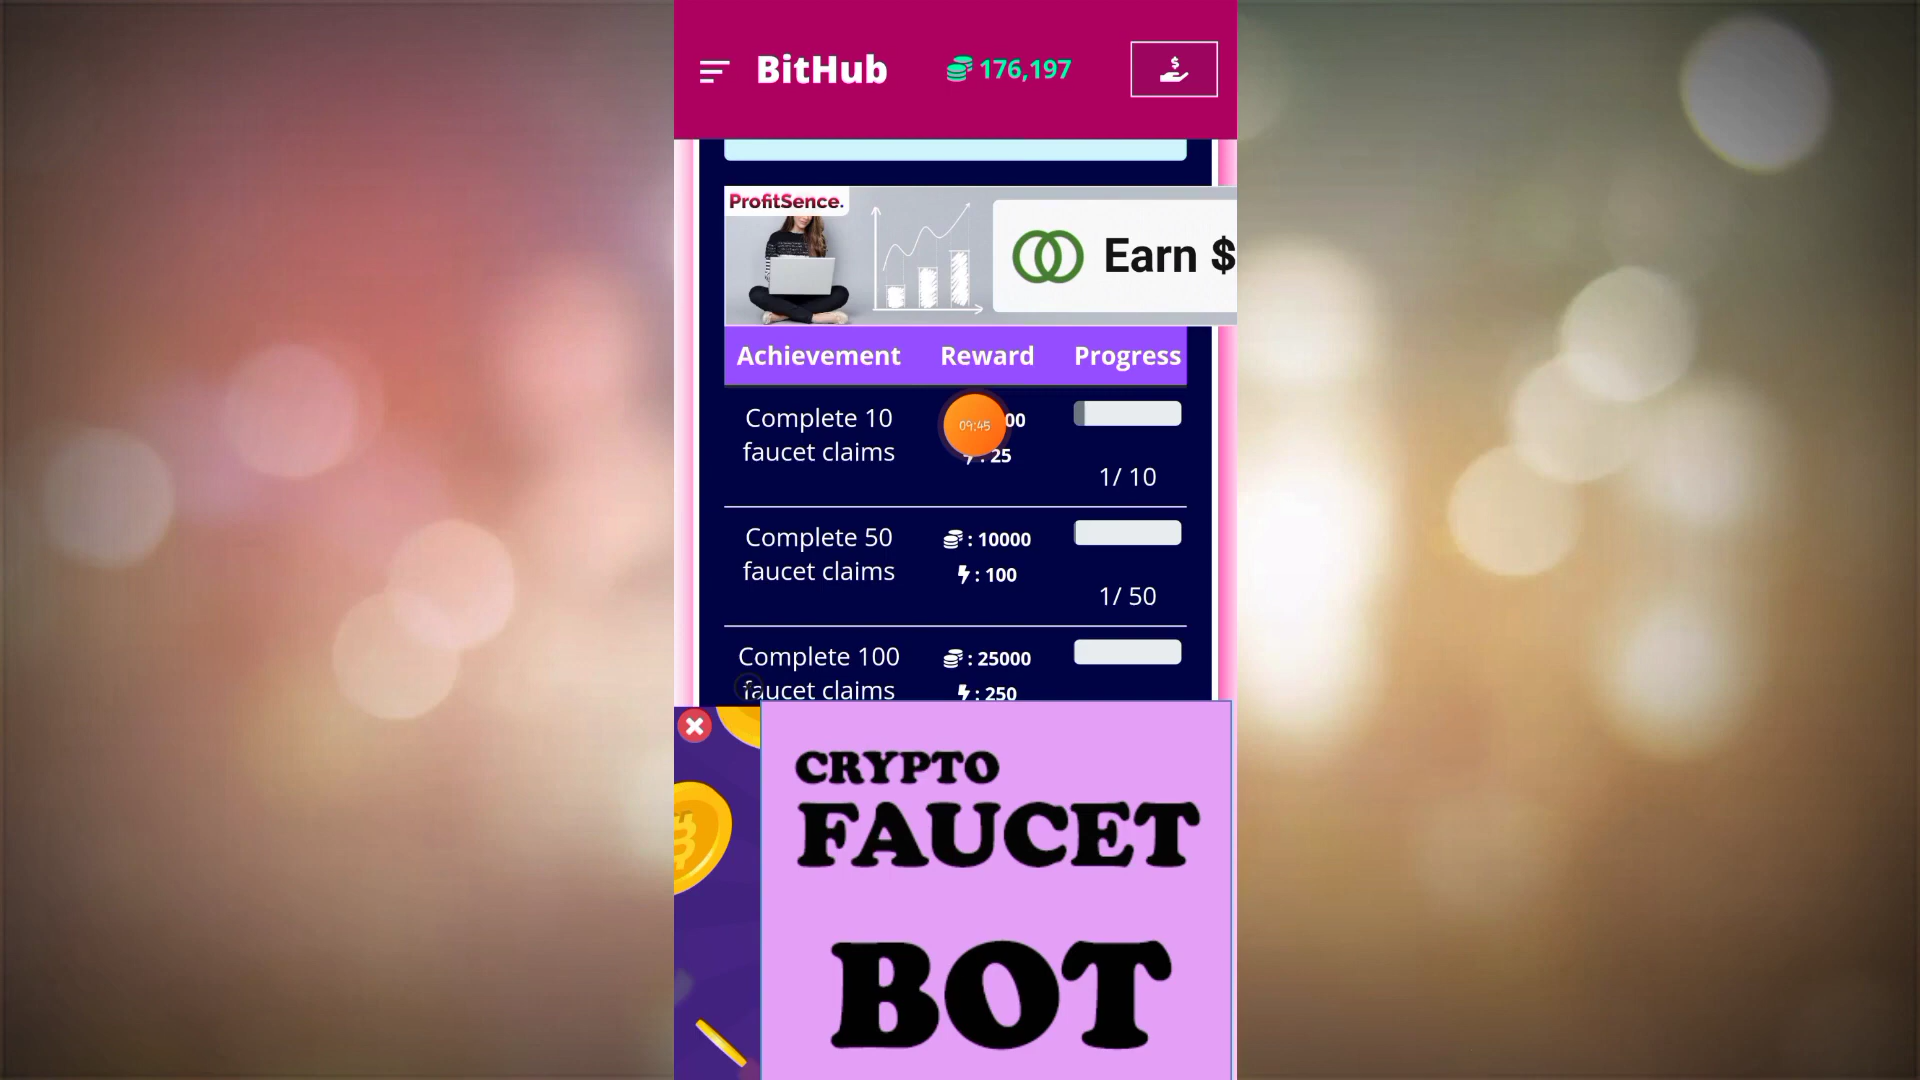 BitHub 176,197
ProfitSence.
Earn $
Achievement Reward Progress
Complete 10
faucet claims
: 25
1/ 10
Complete 50
faucet claims
: 10000
: 100
1/ 50
Complete 100
faucet claims
: 25000
: 250
09:45
CRYPTO
FAUCET
BOT